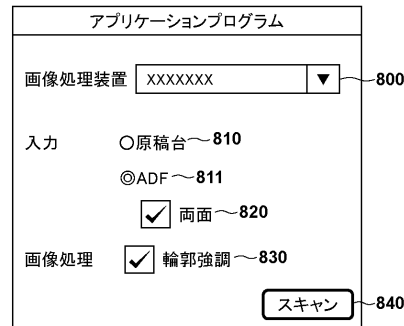 アプリケーションプログラム
画像処理装置 XXXXXXX ▼ 800
入力 ○原稿台 810
◎ADF 811
✓ 両面 820
画像処理 ✓ 輪郭強調 830
スキャン 840